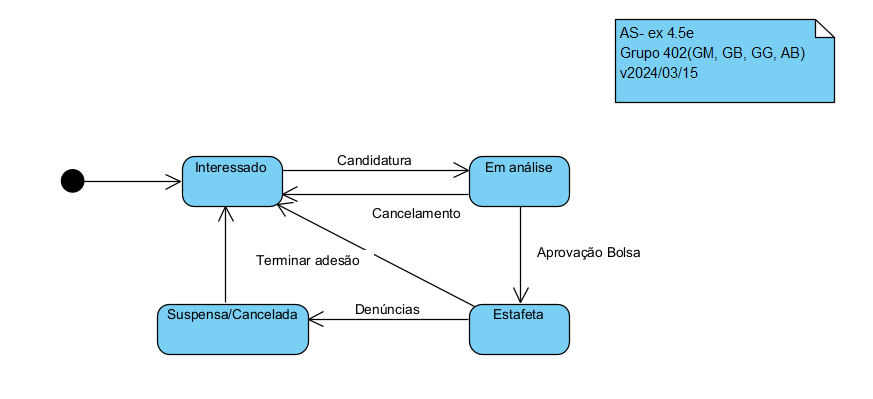 AS- ex 4.5e
Grupo 402(GM, GB, GG, AB)
v2024/03/15
Interessado
Candidatura
Em análise
Cancelamento
Terminar adesão
Aprovação Bolsa
Suspensa/Cancelada
Denúncias
Estafeta